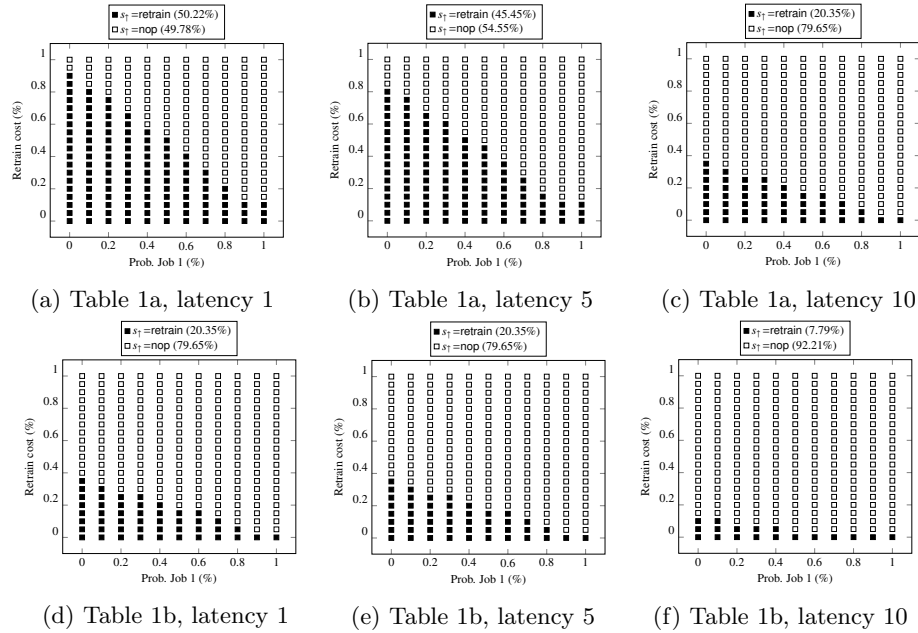 s↑=retrain (50.22%)
s↑=nop (49.78%)
1
0.8
0.6
0.4
0.2
0
Retrain cost (%)
0 0.2 0.4 0.6 0.8 1
Prob. Job 1 (%)
(a) Table 1a, latency 1
s↑=retrain (45.45%)
s↑=nop (54.55%)
1
0.8
0.6
0.4
0.2
0
Retrain cost (%)
0 0.2 0.4 0.6 0.8 1
Prob. Job 1 (%)
(b) Table 1a, latency 5
s↑=retrain (20.35%)
s↑=nop (79.65%)
1
0.8
0.6
0.4
0.2
0
Retrain cost (%)
0 0.2 0.4 0.6 0.8 1
Prob. Job 1 (%)
(c) Table 1a, latency 10
s↑=retrain (20.35%)
s↑=nop (79.65%)
1
0.8
0.6
0.4
0.2
0
Retrain cost (%)
0 0.2 0.4 0.6 0.8 1
Prob. Job 1 (%)
(d) Table 1b, latency 1
s↑=retrain (20.35%)
s↑=nop (79.65%)
1
0.8
0.6
0.4
0.2
0
Retrain cost (%)
0 0.2 0.4 0.6 0.8 1
Prob. Job 1 (%)
(e) Table 1b, latency 5
s↑=retrain (7.79%)
s↑=nop (92.21%)
1
0.8
0.6
0.4
0.2
0
Retrain cost (%)
0 0.2 0.4 0.6 0.8 1
Prob. Job 1 (%)
(f) Table 1b, latency 10